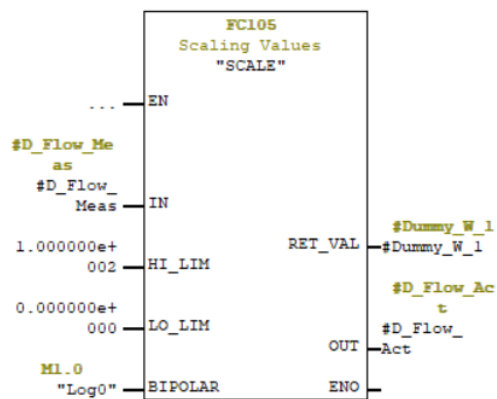 FC105
Scaling Values
"SCALE"
... EN
#D_Flow_Me
as
#D_Flow_
Meas IN
#Dummy_W_1
RET_VAL #Dummy_W_1
1.000000e+
002 HI_LIM
#D_Flow_Ac
t
0.000000e+
000 LO_LIM
#D_Flow_
OUT Act
M1.0
"Log0" BIPOLAR ENO